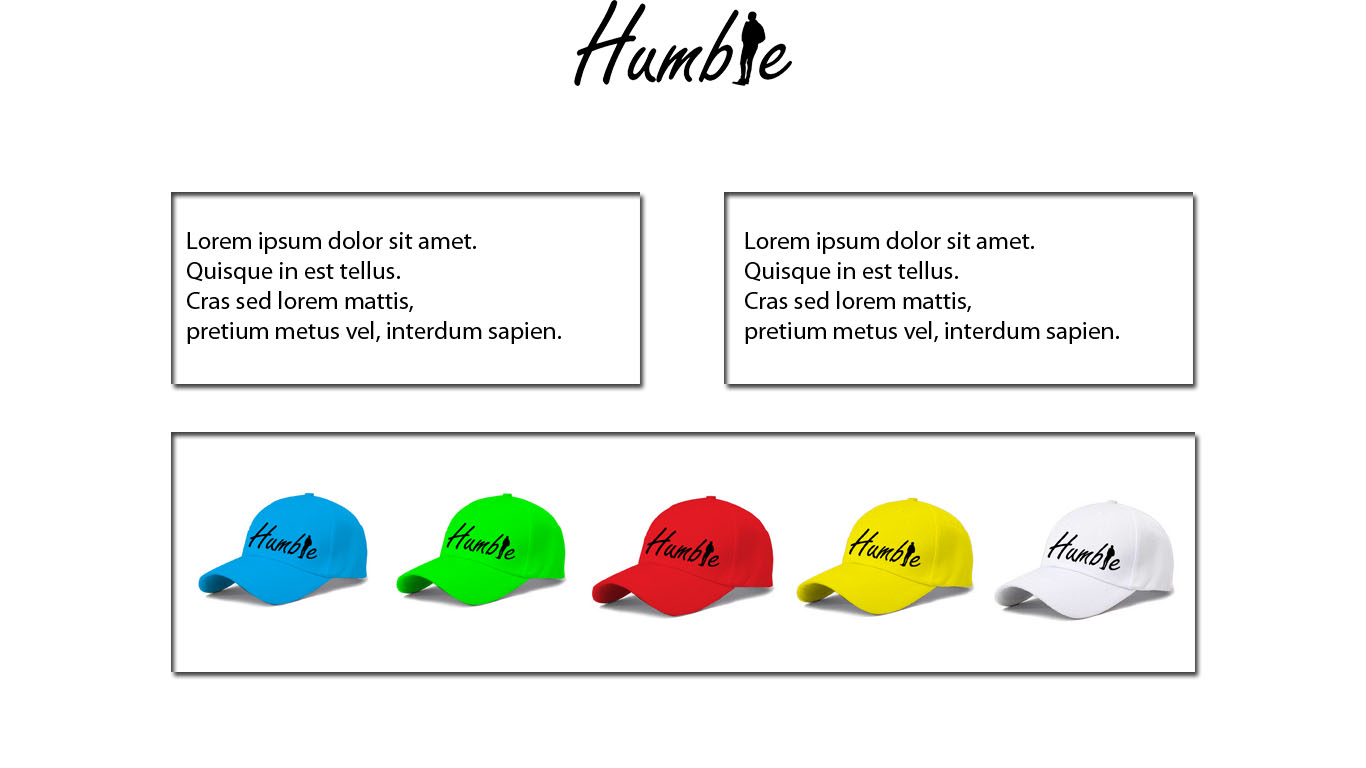 Humble
Lorem ipsum dolor sit amet.
Quisque in est tellus.
Cras sed lorem mattis,
pretium metus vel, interdum sapien.
Lorem ipsum dolor sit amet.
Quisque in est tellus.
Cras sed lorem mattis,
pretium metus vel, interdum sapien.
Humble
Humble
Humble
Humble
Humble